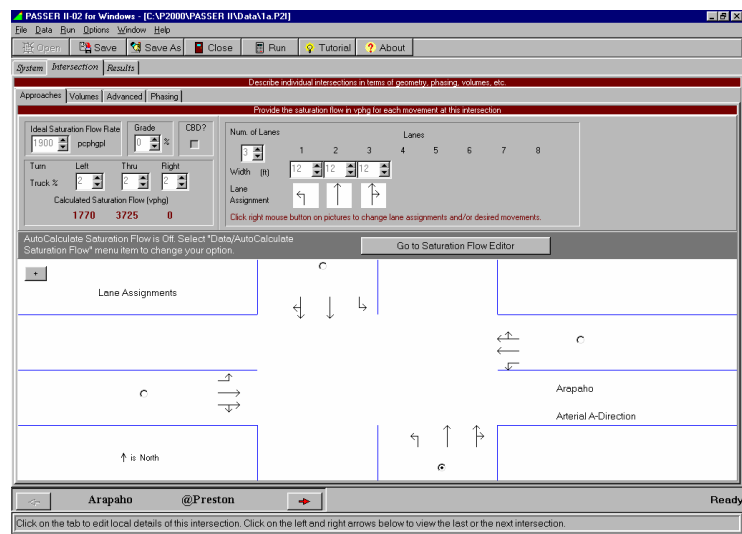 PASSER II-02 for Windows - [C:\P2000\PASSER II\Data\1a.P2I]
File Data Run Options Window Help
Open Save Save As Close Run Tutorial About
System Intersection Results
Describe individual intersections in terms of geometry, phasing, volumes, etc.
Approaches Volumes Advanced Phasing
Provide the saturation flow in vphg for each movement at this intersection
Ideal Saturation Flow Rate Grade CBD?
1900 pcphgpl 0 %
Turn Left Thru Right
Truck % 2 2 2
Calculated Saturation Flow (vphg)
1770 3725 0
Num. of Lanes Lanes
3 1 2 3 4 5 6 7 8
Width (ft) 12 12 12
Lane
Assignment
Click right mouse button on pictures to change lane assignments and/or desired movements.
AutoCalculate Saturation Flow is Off. Select "Data/AutoCalculate
Saturation Flow" menu item to change your option.
Go to Saturation Flow Editor
+
Lane Assignments
Arapaho
Arterial A-Direction
is North
Arapaho @Preston
Ready
Click on the tab to edit local details of this intersection. Click on the left and right arrows below to view the last or the next intersection.